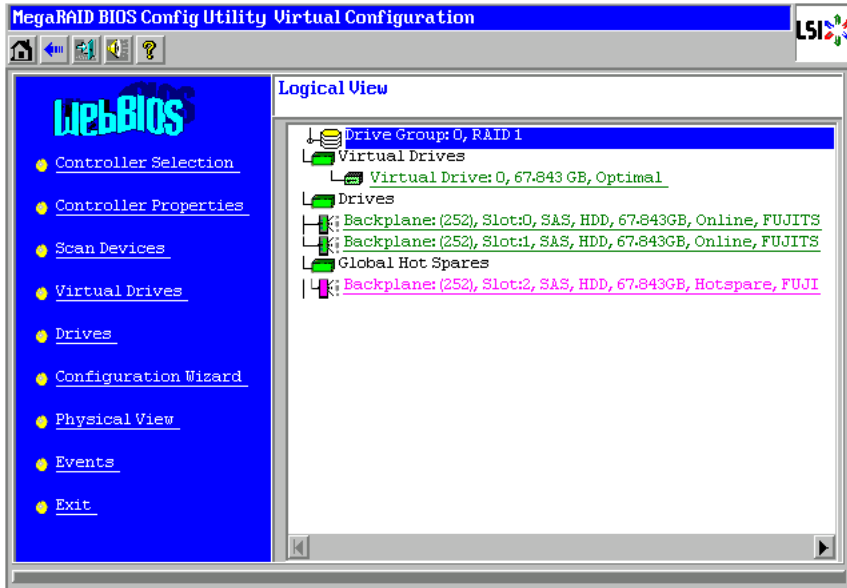 MegaRAID BIOS Config Utility Virtual Configuration
LSI
?
WebBIOS
Logical View
Controller Selection
Controller Properties
Scan Devices
Virtual Drives
Drives
Configuration Wizard
Physical View
Events
Exit
Drive Group: 0, RAID 1
Virtual Drives
Virtual Drive: 0, 67.843 GB, Optimal
Drives
Backplane: (252), Slot:0, SAS, HDD, 67.843GB, Online, FUJITS
Backplane: (252), Slot:1, SAS, HDD, 67.843GB, Online, FUJITS
Global Hot Spares
Backplane: (252), Slot:2, SAS, HDD, 67.843GB, Hotspare, FUJI